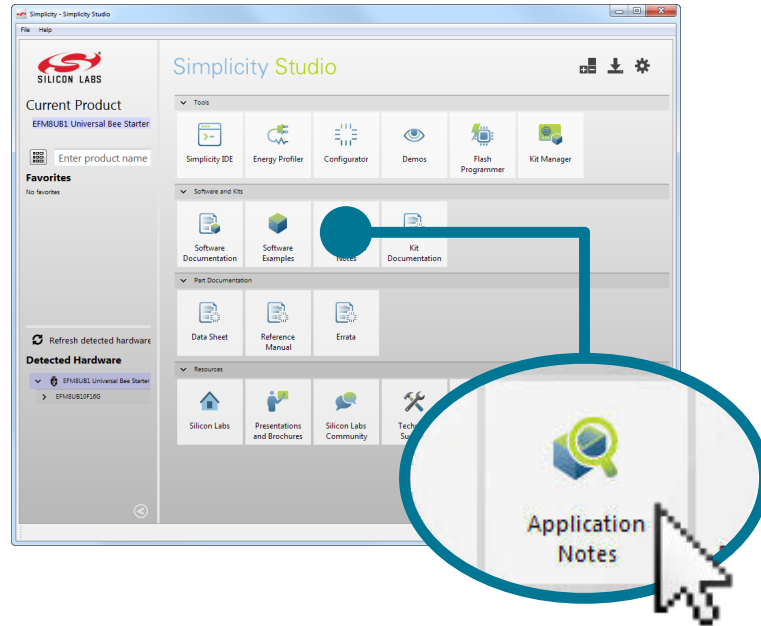 Simplicity - Simplicity Studio
File Help
SILICON LABS
Simplicity Studio
Current Product
EFM8UB1 Universal Bee Starter
Enter product name
Favorites
No favorites
Tools
Simplicity IDE
Energy Profiler
Configurator
Demos
Flash
Programmer
Kit Manager
Software and Kits
Software
Documentation
Software
Examples
Notes
Kit
Documentation
Part Documentation
Data Sheet
Reference
Manual
Errata
Refresh detected hardware
Detected Hardware
EFM8UB1 Universal Bee Starter
EFM8UB10F16G
Resources
Silicon Labs
Presentations
and Brochures
Silicon Labs
Community
Application
Notes